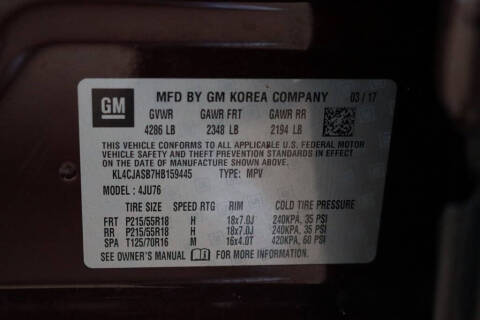 GM
MFD BY GM KOREA COMPANY 03/17
GVWR GAWR FRT GAWR RR
4286 LB 2348 LB 2194 LB
THIS VEHICLE CONFORMS TO ALL APPLICABLE U.S. FEDERAL MOTOR
VEHICLE SAFETY, BUMPER, AND THEFT PREVENTION STANDARDS IN
EFFECT ON THE DATE OF MANUFACTURE SHOWN ABOVE.
KL4CJASB7HB159445 TYPE: MPV
MODEL: 4JU76
TIRE SIZE SPEED RTG RIM COLD TIRE PRESSURE
FRT P215/55R18 H 18x7.0J 240KPA, 35 PSI
RR P215/55R18 H 18x7.0J 240KPA, 35 PSI
SPA T125/70R16 M 16x4.0T 420KPA, 60 PSI
SEE OWNER'S MANUAL FOR MORE INFORMATION.